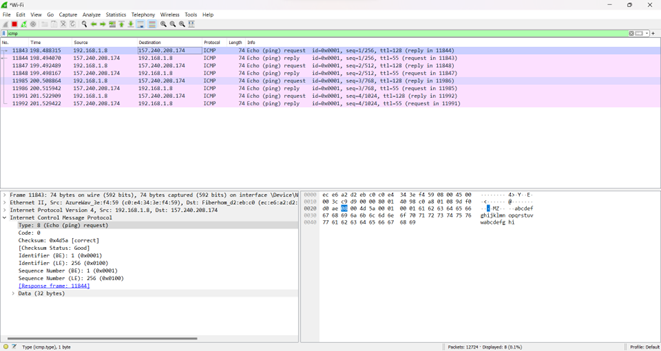 *Wi-Fi
File Edit View Go Capture Analyze Statistics Telephony Wireless Tools Help
icmp
No. Time Source Destination Protocol Length Info
11843 198.488315 192.168.1.8 157.240.208.174 ICMP 74 Echo (ping) request id=0x0001, seq=1/256, ttl=128 (reply in 11844)
11844 198.494070 157.240.208.174 192.168.1.8 ICMP 74 Echo (ping) reply id=0x0001, seq=1/256, ttl=55 (request in 11843)
11847 199.492489 192.168.1.8 157.240.208.174 ICMP 74 Echo (ping) request id=0x0001, seq=2/512, ttl=128 (reply in 11848)
11848 199.498167 157.240.208.174 192.168.1.8 ICMP 74 Echo (ping) reply id=0x0001, seq=2/512, ttl=55 (request in 11847)
11985 200.508864 192.168.1.8 157.240.208.174 ICMP 74 Echo (ping) request id=0x0001, seq=3/768, ttl=128 (reply in 11986)
11986 200.515942 157.240.208.174 192.168.1.8 ICMP 74 Echo (ping) reply id=0x0001, seq=3/768, ttl=55 (request in 11985)
11991 201.522909 192.168.1.8 157.240.208.174 ICMP 74 Echo (ping) request id=0x0001, seq=4/1024, ttl=128 (reply in 11992)
11992 201.529422 157.240.208.174 192.168.1.8 ICMP 74 Echo (ping) reply id=0x0001, seq=4/1024, ttl=55 (request in 11991)
Frame 11843: 74 bytes on wire (592 bits), 74 bytes captured (592 bits) on interface \Device\N
Ethernet II, Src: AzureWav_3e:f4:59 (c0:e4:34:3e:f4:59), Dst: Fiberhom_d2:eb:c0 (ec:e6:a2:d2:
Internet Protocol Version 4, Src: 192.168.1.8, Dst: 157.240.208.174
Internet Control Message Protocol
Type: 8 (Echo (ping) request)
Code: 0
Checksum: 0x4d5a [correct]
[Checksum Status: Good]
Identifier (BE): 1 (0x0001)
Identifier (LE): 256 (0x0100)
Sequence Number (BE): 1 (0x0001)
Sequence Number (LE): 256 (0x0100)
[Response frame: 11844]
Data (32 bytes)
0000 ec e6 a2 d2 eb c0 c0 e4 34 3e f4 59 08 00 45 00
0010 00 3c c9 d9 00 00 80 01 40 98 c0 a8 01 08 9d f0
0020 d0 ae 08 00 4d 5a 00 01 00 01 61 62 63 64 65 66
0030 67 68 69 6a 6b 6c 6d 6e 6f 70 71 72 73 74 75 76 ghijklmn opqrstuv
0040 77 61 62 63 64 65 66 67 68 69 wabcdefg hi
Type (icmp.type), 1 byte
Packets: 12724 · Displayed: 8 (0.1%)
Profile: Default